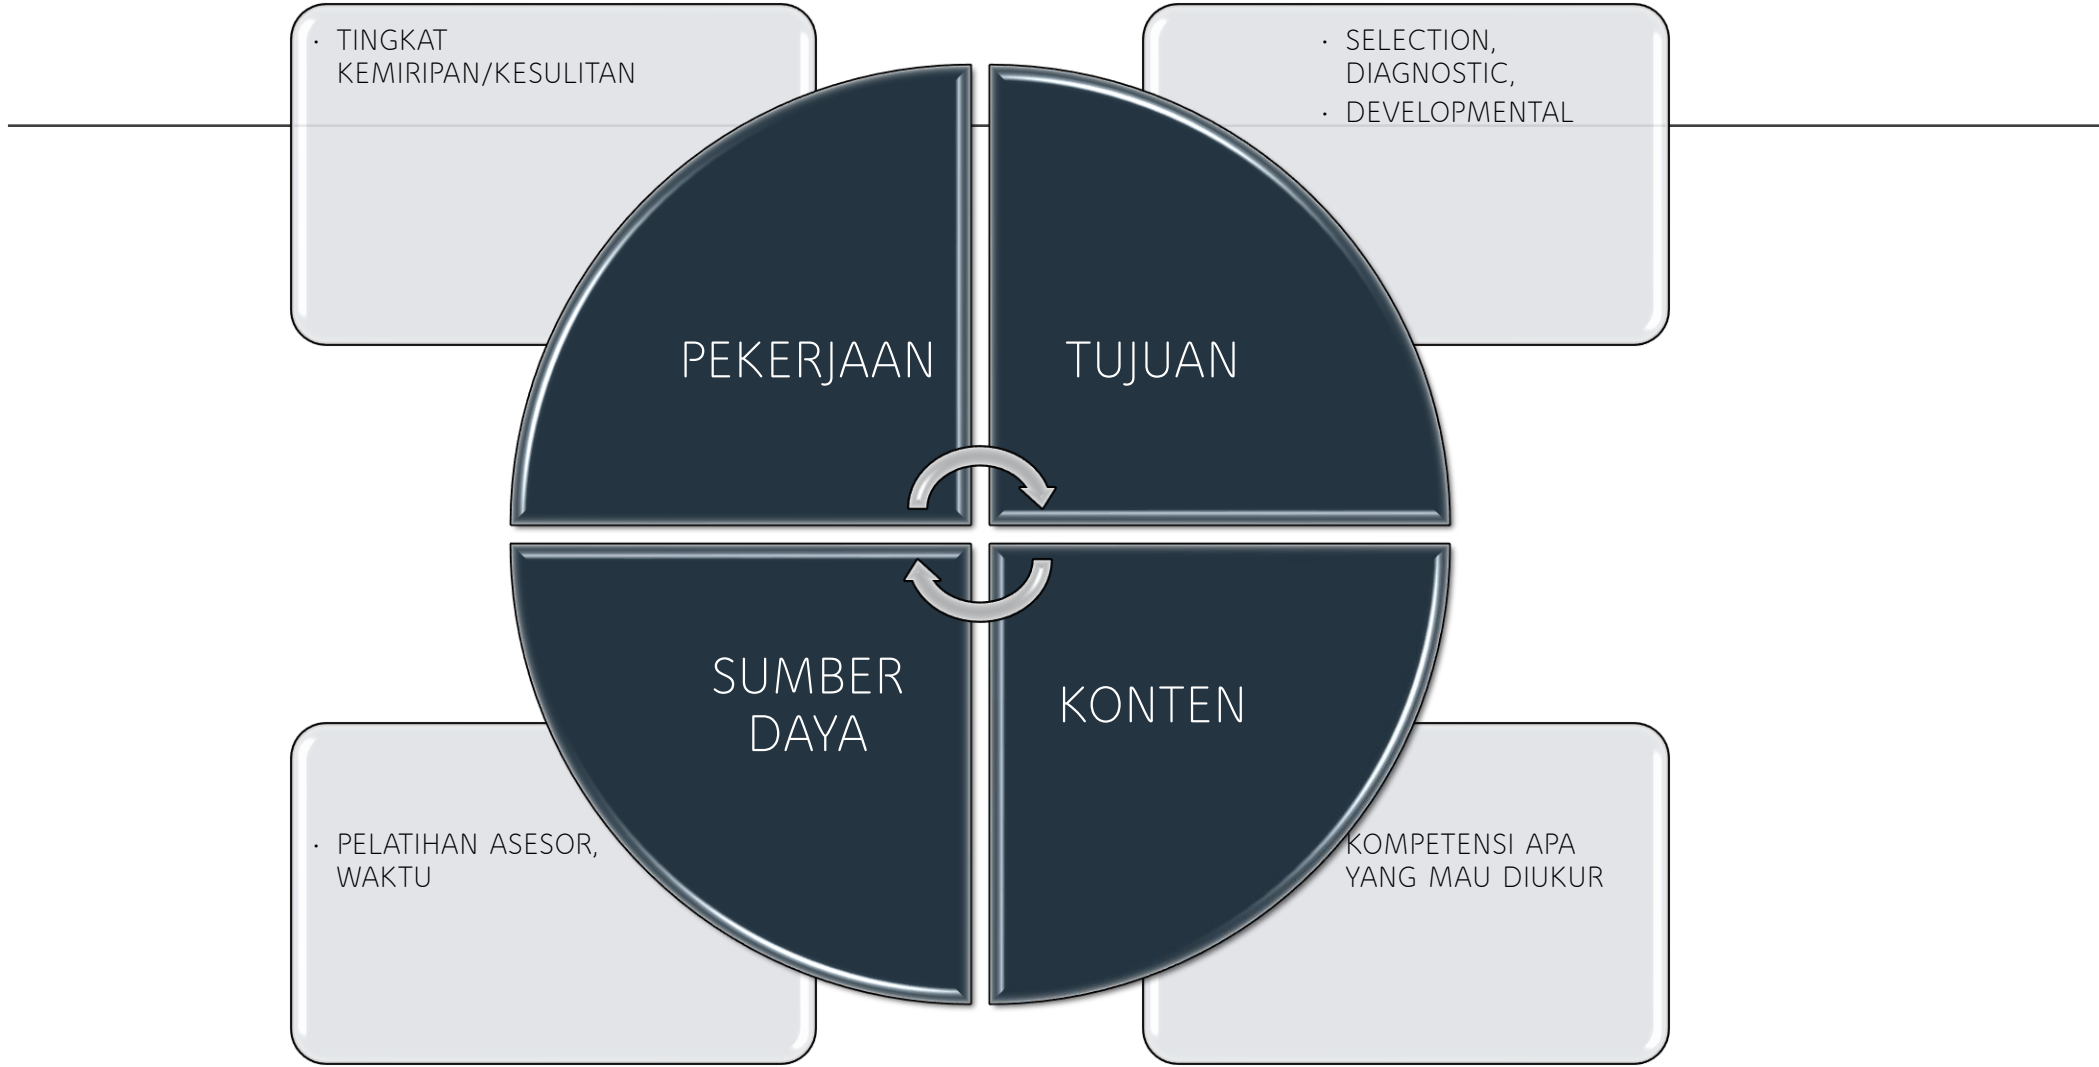 · TINGKAT
KEMIRIPAN/KESULITAN
· SELECTION,
DIAGNOSTIC,
· DEVELOPMENTAL
PEKERJAAN
TUJUAN
SUMBER
DAYA
KONTEN
· PELATIHAN ASESOR,
WAKTU
KOMPETENSI APA
YANG MAU DIUKUR